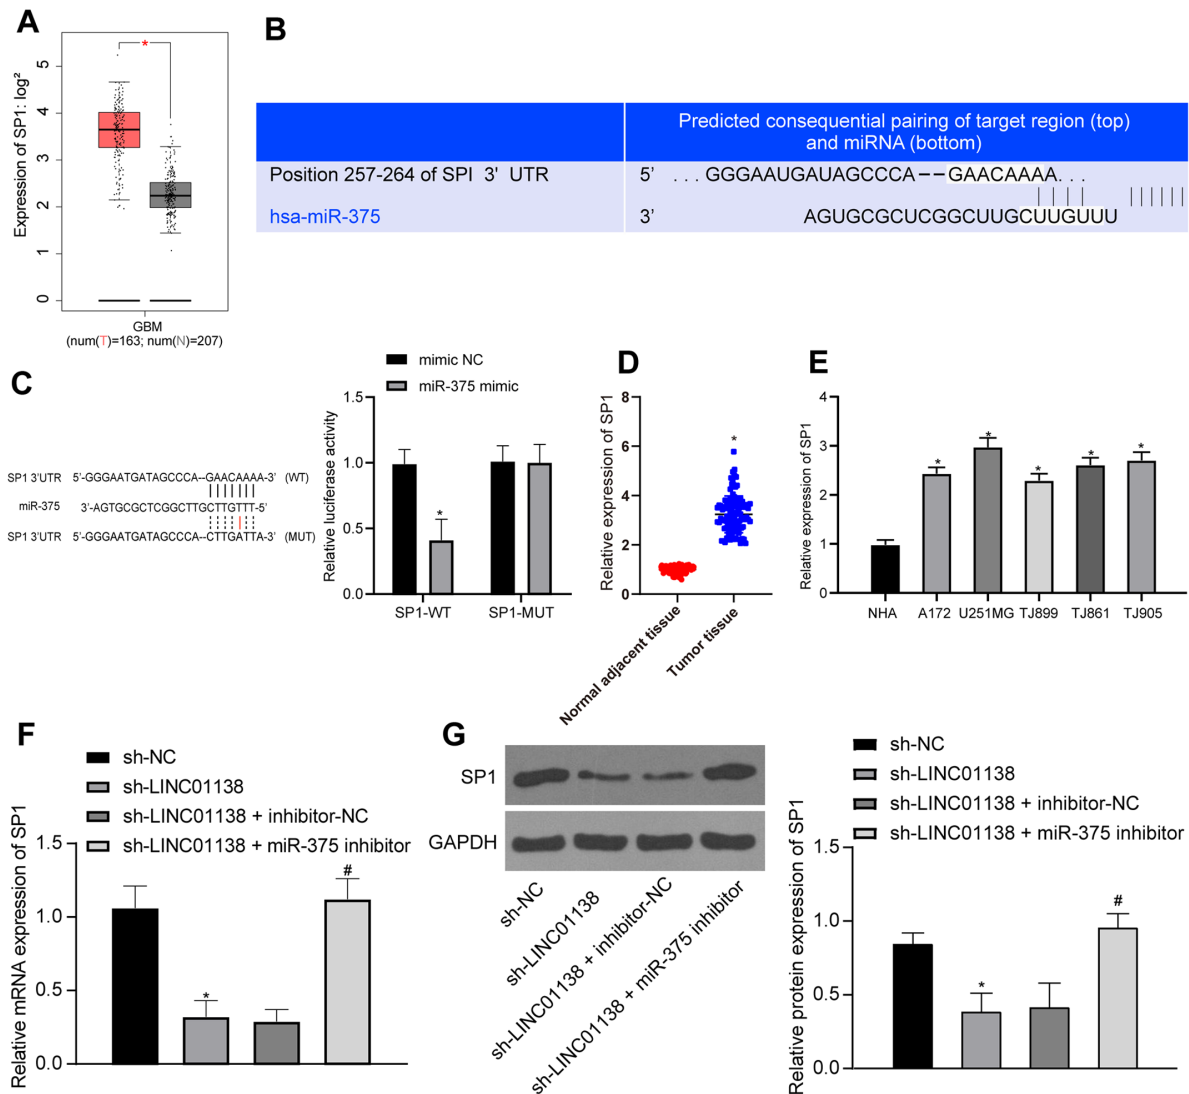 A
Expression of SP1: log²
5
4
3
2
1
0
*
GBM
(num(T)=163; num(N)=207)
B
Predicted consequential pairing of target region (top)
and miRNA (bottom)
Position 257-264 of SPI 3' UTR
5' ...GGGAAUGAUAGCCCA--GAACAAAA...
hsa-miR-375
3' AGUGCGCUCGGCUUGCUUGUUU
C
SP1 3'UTR 5'-GGGAATGATAGCCCA--GAACAAAA-3' (WT)
miR-375 3'-AGTGCGCTCGGCTTGCTTGTTT-5'
SP1 3'UTR 5'-GGGAATGATAGCCCA--CTTGATTA-3' (MUT)
mimic NC
miR-375 mimic
Relative luciferase activity
1.5
1.0
0.5
0.0
*
SP1-WT
SP1-MUT
D
Relative expression of SP1
8
6
4
2
0
*
Normal adjacent tissue
Tumor tissue
E
Relative expression of SP1
4
3
2
1
0
* * * * *
NHA A172 U251MG TJ899 TJ861 TJ905
F
sh-NC
sh-LINC01138
sh-LINC01138 + inhibitor-NC
sh-LINC01138 + miR-375 inhibitor
Relative mRNA expression of SP1
1.5
1.0
0.5
0.0
*
#
G
SP1
GAPDH
sh-NC
sh-LINC01138
sh-LINC01138 + inhibitor-NC
sh-LINC01138 + miR-375 inhibitor
sh-NC
sh-LINC01138
sh-LINC01138 + inhibitor-NC
sh-LINC01138 + miR-375 inhibitor
Relative protein expression of SP1
1.5
1.0
0.5
0.0
*
#